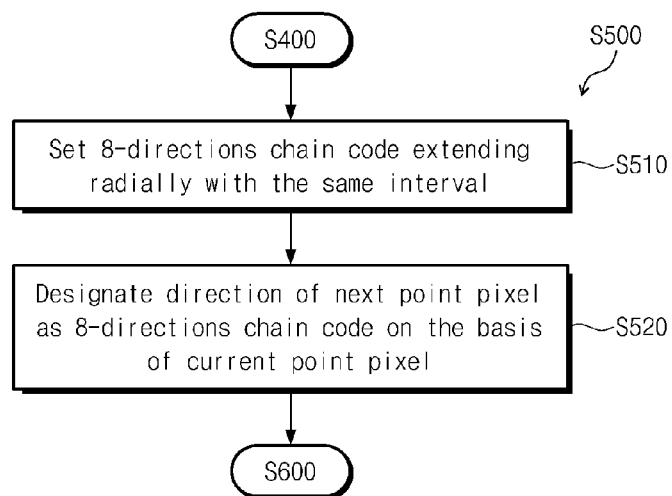 S400
S500
Set 8-directions chain code extending
radially with the same interval
S510
Designate direction of next point pixel
as 8-directions chain code on the basis
of current point pixel
S520
S600